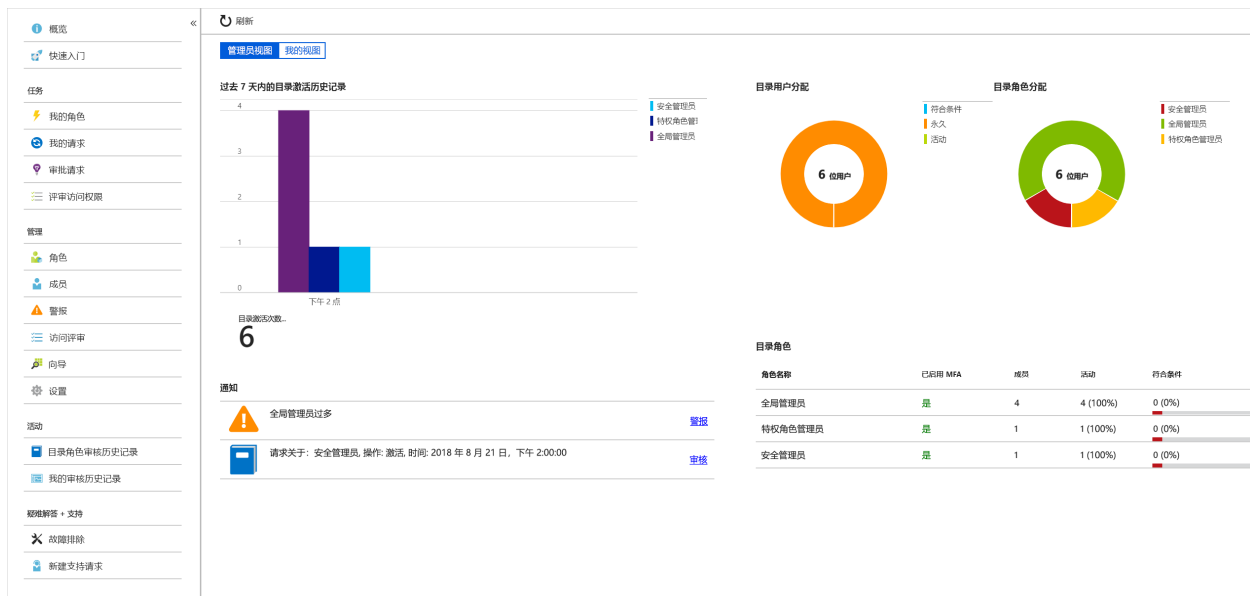 概览
快速入门
任务
我的角色
我的请求
审批请求
评审访问权限
管理
角色
成员
警报
访问评审
向导
设置
活动
目录角色审核历史记录
我的审核历史记录
疑难解答 + 支持
故障排除
新建支持请求
«
刷新
管理员视图 我的视图
过去 7 天内的目录激活历史记录
4
3
2
1
0
下午 2 点
安全管理员
特权角色管
全局管理员
目录激活次数...
6
通知
全局管理员过多
警报
请求关于: 安全管理员, 操作: 激活, 时间: 2018 年 8 月 21 日，下午 2:00:00
审核
目录用户分配
6 位用户
符合条件
永久
活动
目录角色分配
6 位用户
安全管理员
全局管理员
特权角色管理员
目录角色
角色名称 已启用 MFA 成员 活动 符合条件
全局管理员 是 4 4 (100%) 0 (0%)
特权角色管理员 是 1 1 (100%) 0 (0%)
安全管理员 是 1 1 (100%) 0 (0%)